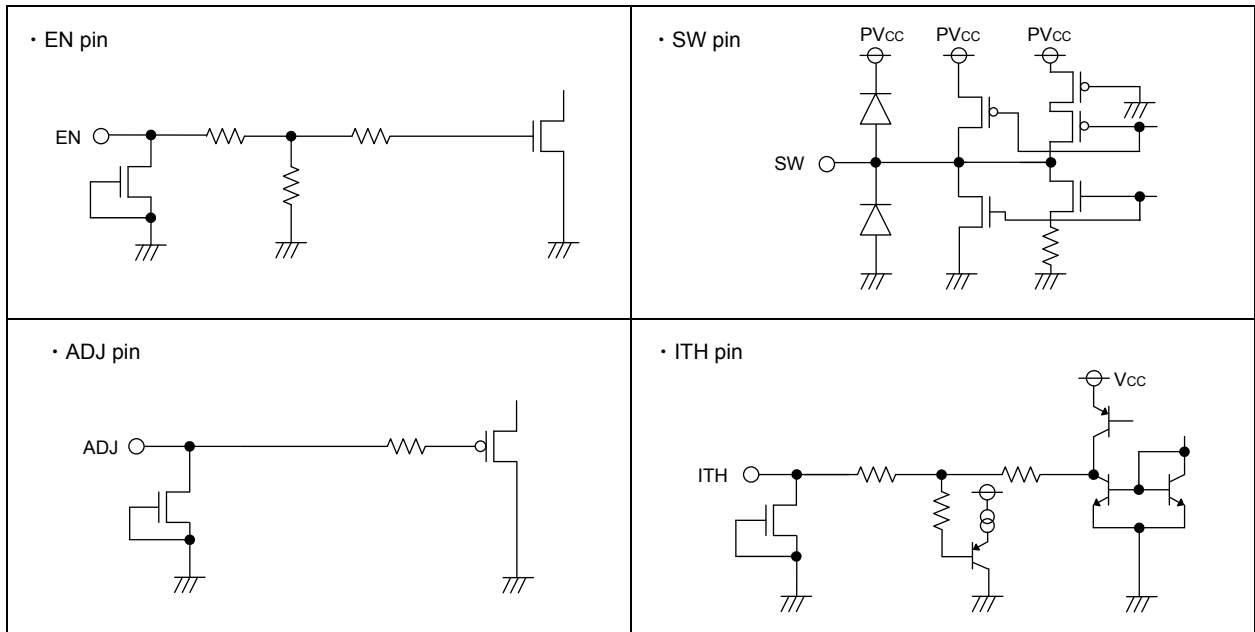 ・EN pin
EN
・SW pin
PVCC PVCC PVCC
SW
・ADJ pin
ADJ
・ITH pin
VCC
ITH